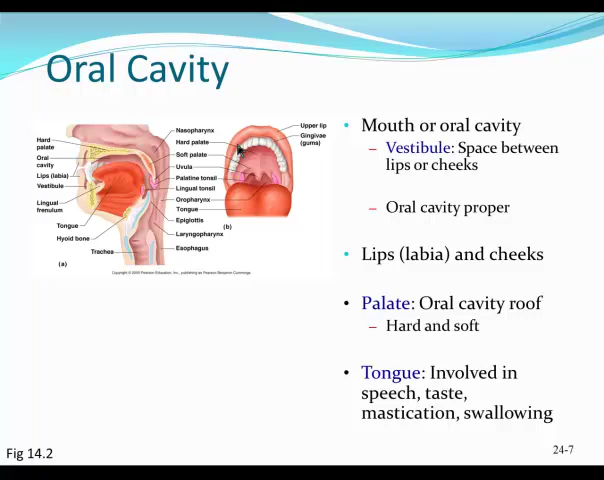 Oral Cavity
Hard
palate
Oral
cavity
Lips (labia)
Vestibule
Lingual
frenulum
Tongue
Hyoid bone
Trachea
(a)
Nasopharynx
Hard palate
Soft palate
Uvula
Palatine tonsil
Lingual tonsil
Oropharynx
Tongue
Epiglottis
Laryngopharynx
Esophagus
Upper lip
Gingivae
(gums)
(b)
Copyright © 2009 Pearson Education, Inc., publishing as Pearson Benjamin Cummings.
• Mouth or oral cavity
– Vestibule: Space between
lips or cheeks
– Oral cavity proper
• Lips (labia) and cheeks
• Palate: Oral cavity roof
– Hard and soft
• Tongue: Involved in
speech, taste,
mastication, swallowing
Fig 14.2
24-7